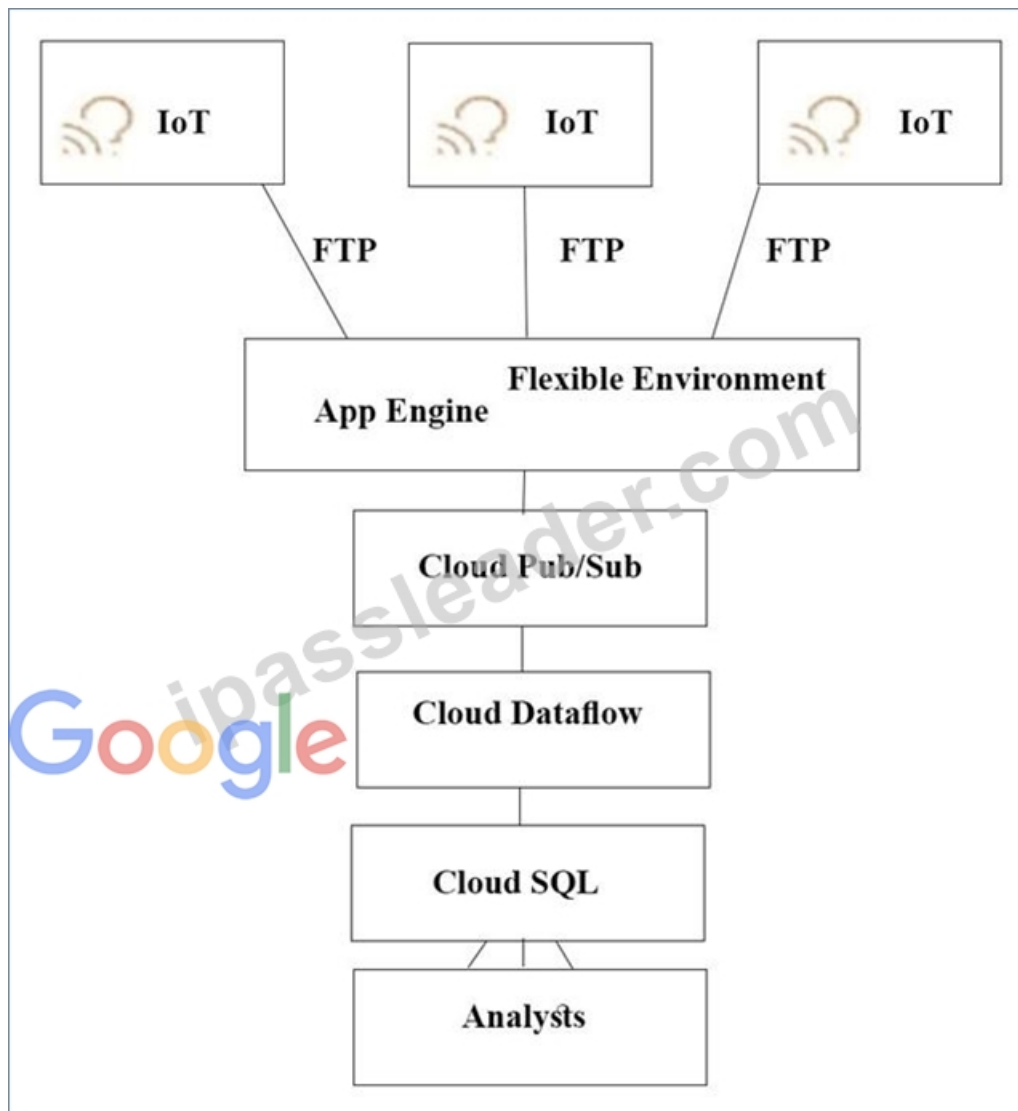 IoT IoT IoT
FTP FTP FTP
Flexible Environment
App Engine
Cloud Pub/Sub
ipassleader.com
Cloud Dataflow
Google
Cloud SQL
Analysts